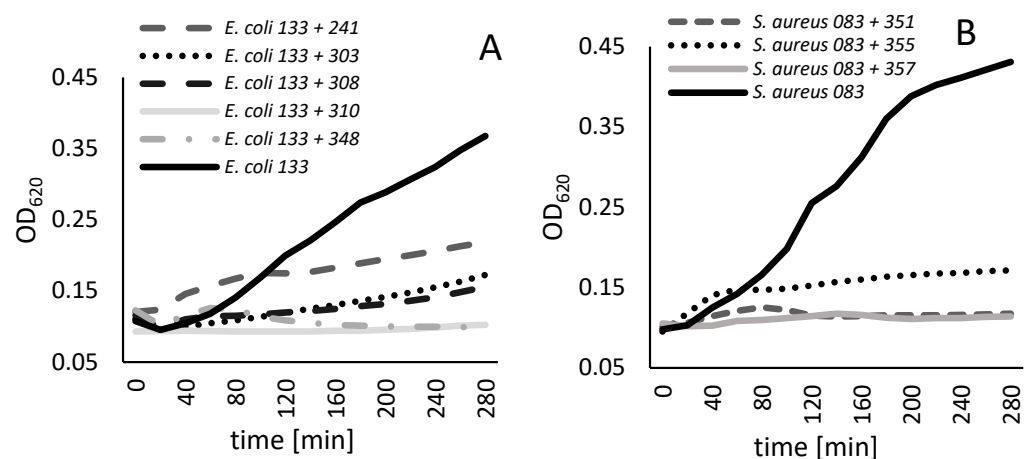 E. coli 133 + 241
E. coli 133 + 303
E. coli 133 + 308
E. coli 133 + 310
E. coli 133 + 348
E. coli 133
A
0.45
0.35
0.25
0.15
0.05
OD620
0 40 80 120 160 200 240 280
time [min]
S. aureus 083 + 351
S. aureus 083 + 355
S. aureus 083 + 357
S. aureus 083
B
0.45
0.35
0.25
0.15
0.05
OD620
0 40 80 120 160 200 240 280
time [min]